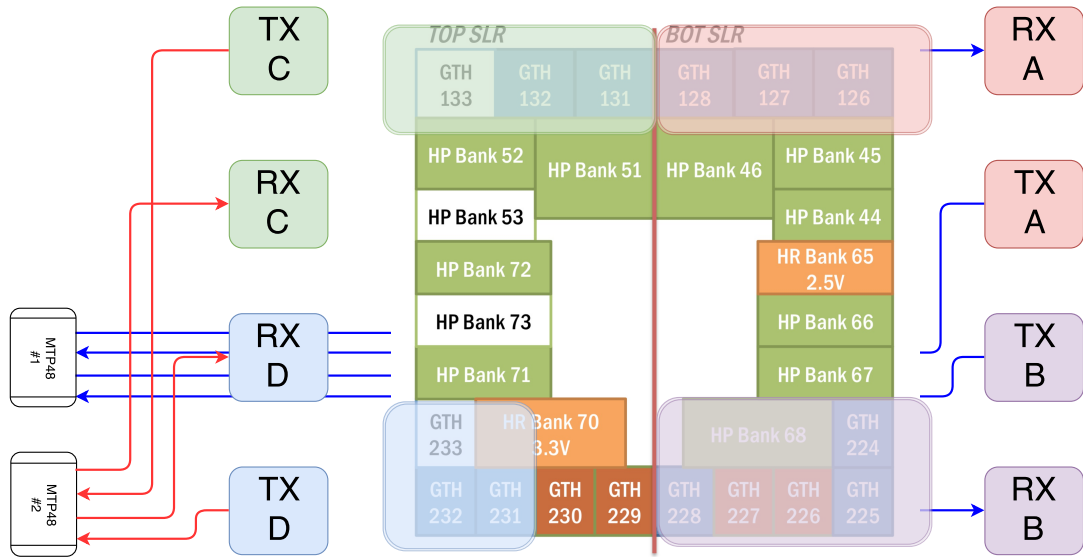 TX
C
RX
C
MTP48
#1
RX
D
MTP48
#2
TX
D
TOP SLR
BOT SLR
GTH
133
GTH
132
GTH
131
GTH
128
GTH
127
GTH
126
HP Bank 52
HP Bank 51
HP Bank 46
HP Bank 45
HP Bank 53
HP Bank 44
HP Bank 72
HR Bank 65
2.5V
HP Bank 73
HP Bank 66
HP Bank 71
HP Bank 67
GTH
233
HR Bank 70
3.3V
HP Bank 68
GTH
224
GTH
232
GTH
231
GTH
230
GTH
229
GTH
228
GTH
227
GTH
226
GTH
225
RX
A
TX
A
TX
B
RX
B